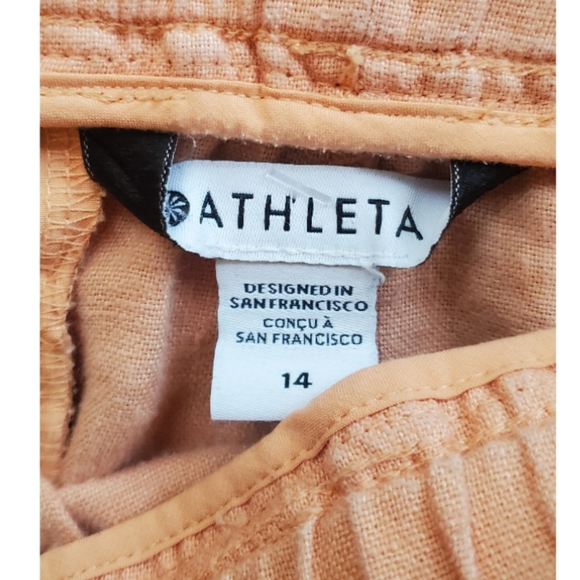 ATHLETA
DESIGNED IN
SAN FRANCISCO
CONÇU À
SAN FRANCISCO
14